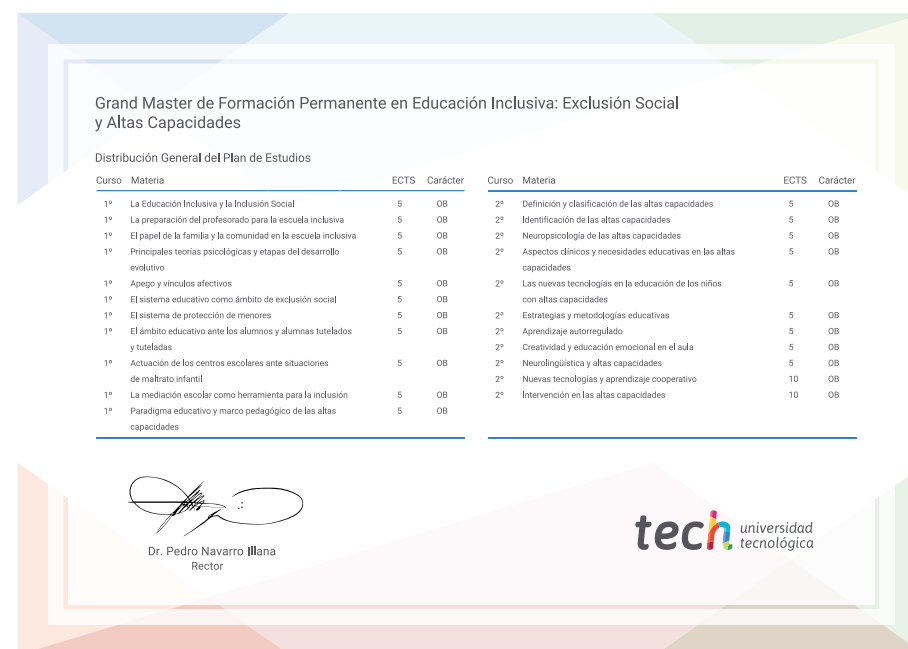 Grand Master de Formación Permanente en Educación Inclusiva: Exclusión Social
y Altas Capacidades
Distribución General del Plan de Estudios
Curso Materia ECTS Carácter
1º La Educación Inclusiva y la Inclusión Social 5 OB
1º La preparación del profesorado para la escuela inclusiva 5 OB
1º El papel de la familia y la comunidad en la escuela inclusiva 5 OB
1º Principales teorías psicológicas y etapas del desarrollo 5 OB
evolutivo
1º Apego y vínculos afectivos 5 OB
1º El sistema educativo como ámbito de exclusión social 5 OB
1º El sistema de protección de menores 5 OB
1º El ámbito educativo ante los alumnos y alumnas tutelados 5 OB
y tuteladas
1º Actuación de los centros escolares ante situaciones 5 OB
de maltrato infantil
1º La mediación escolar como herramienta para la inclusión 5 OB
1º Paradigma educativo y marco pedagógico de las altas 5 OB
capacidades
Curso Materia ECTS Carácter
2º Definición y clasificación de las altas capacidades 5 OB
2º Identificación de las altas capacidades 5 OB
2º Neuropsicología de las altas capacidades 5 OB
2º Aspectos clínicos y necesidades educativas en las altas 5 OB
capacidades
2º Las nuevas tecnologías en la educación de los niños 5 OB
con altas capacidades
2º Estrategias y metodologías educativas 5 OB
2º Aprendizaje autorregulado 5 OB
2º Creatividad y educación emocional en el aula 5 OB
2º Neurolingüística y altas capacidades 5 OB
2º Nuevas tecnologías y aprendizaje cooperativo 10 OB
2º Intervención en las altas capacidades 10 OB
Dr. Pedro Navarro Illana
Rector
tech universidad
tecnológica